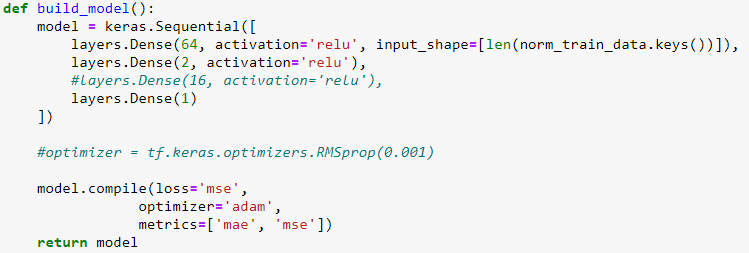 def build_model():
    model = keras.Sequential([
        layers.Dense(64, activation='relu', input_shape=[len(norm_train_data.keys())]),
        layers.Dense(2, activation='relu'),
        #layers.Dense(16, activation='relu'),
        layers.Dense(1)
    ])
    #optimizer = tf.keras.optimizers.RMSprop(0.001)
    model.compile(loss='mse',
                optimizer='adam',
                metrics=['mae', 'mse'])
    return model